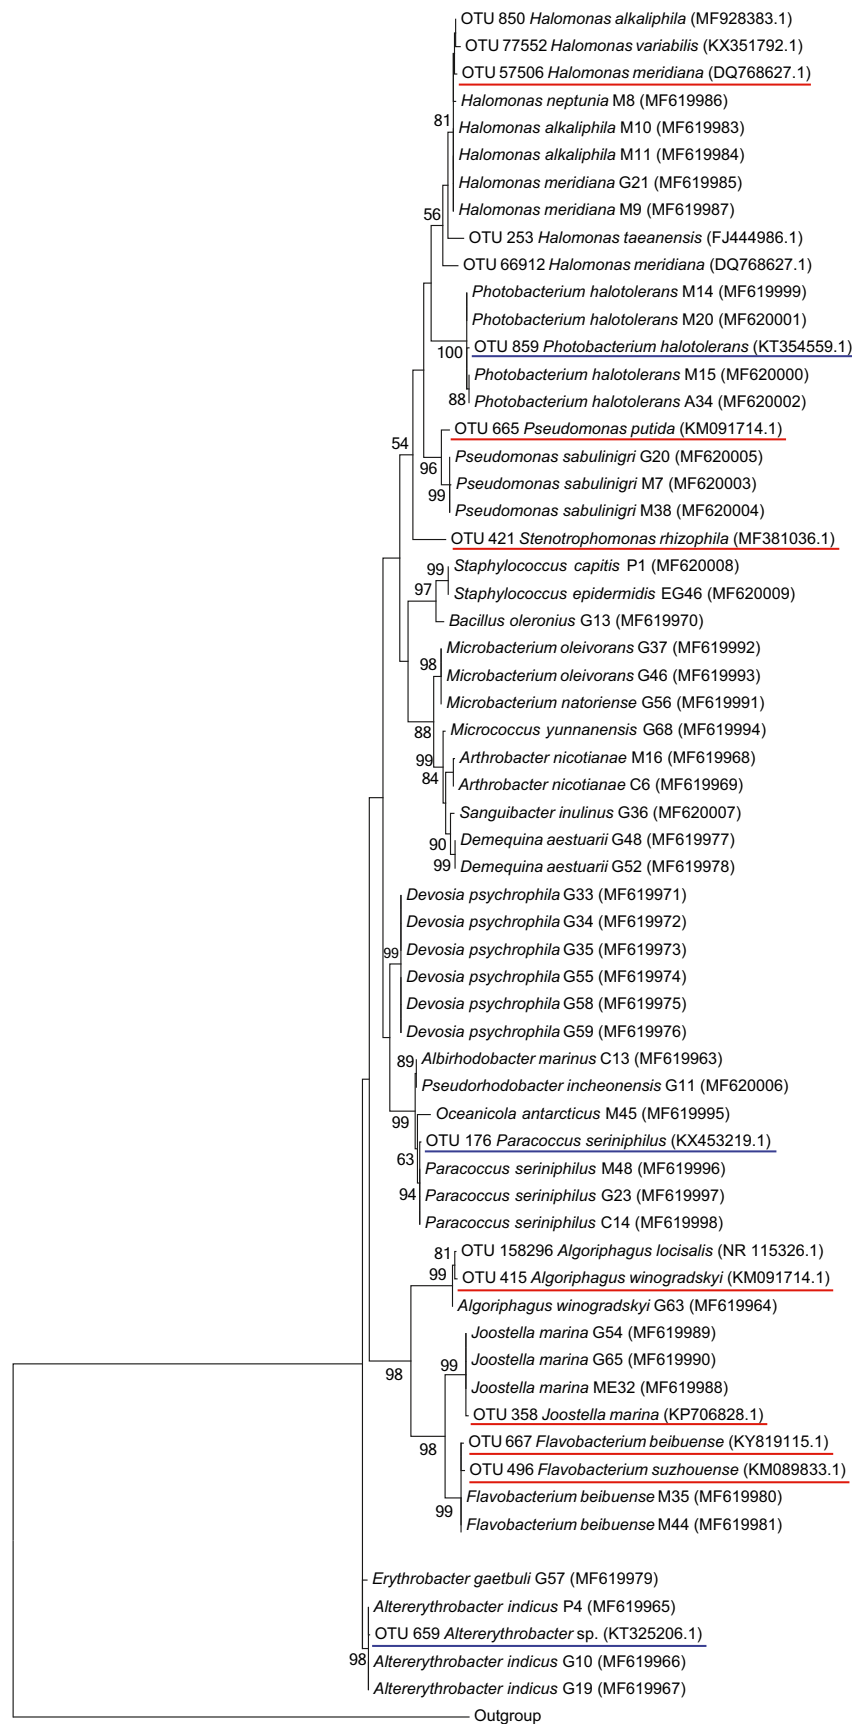 OTU 850 Halomonas alkaliphila (MF928383.1)
OTU 77552 Halomonas variabilis (KX351792.1)
OTU 57506 Halomonas meridiana (DQ768627.1)
Halomonas neptunia M8 (MF619986)
81
Halomonas alkaliphila M10 (MF619983)
Halomonas alkaliphila M11 (MF619984)
Halomonas meridiana G21 (MF619985)
Halomonas meridiana M9 (MF619987)
56
OTU 253 Halomonas taeanensis (FJ444986.1)
OTU 66912 Halomonas meridiana (DQ768627.1)
Photobacterium halotolerans M14 (MF619999)
Photobacterium halotolerans M20 (MF620001)
OTU 859 Photobacterium halotolerans (KT354559.1)
100
Photobacterium halotolerans M15 (MF620000)
88
Photobacterium halotolerans A34 (MF620002)
OTU 665 Pseudomonas putida (KM091714.1)
54
Pseudomonas sabulinigri G20 (MF620005)
96
Pseudomonas sabulinigri M7 (MF620003)
99
Pseudomonas sabulinigri M38 (MF620004)
OTU 421 Stenotrophomonas rhizophila (MF381036.1)
99
Staphylococcus capitis P1 (MF620008)
97
Staphylococcus epidermidis EG46 (MF620009)
Bacillus oleronius G13 (MF619970)
Microbacterium oleivorans G37 (MF619992)
98
Microbacterium oleivorans G46 (MF619993)
Microbacterium natoriense G56 (MF619991)
88
Micrococcus yunnanensis G68 (MF619994)
99
Arthrobacter nicotianae M16 (MF619968)
84
Arthrobacter nicotianae C6 (MF619969)
Sanguibacter inulinus G36 (MF620007)
90
Demequina aestuarii G48 (MF619977)
99
Demequina aestuarii G52 (MF619978)
Devosia psychrophila G33 (MF619971)
Devosia psychrophila G34 (MF619972)
99
Devosia psychrophila G35 (MF619973)
Devosia psychrophila G55 (MF619974)
Devosia psychrophila G58 (MF619975)
Devosia psychrophila G59 (MF619976)
89
Albirhodobacter marinus C13 (MF619963)
Pseudorhodobacter incheonensis G11 (MF620006)
99
Oceanicola antarcticus M45 (MF619995)
OTU 176 Paracoccus seriniphilus (KX453219.1)
63
Paracoccus seriniphilus M48 (MF619996)
94
Paracoccus seriniphilus G23 (MF619997)
Paracoccus seriniphilus C14 (MF619998)
81
OTU 158296 Algoriphagus locisalis (NR 115326.1)
99
OTU 415 Algoriphagus winogradskyi (KM091714.1)
Algoriphagus winogradskyi G63 (MF619964)
Joostella marina G54 (MF619989)
99
Joostella marina G65 (MF619990)
98
Joostella marina ME32 (MF619988)
OTU 358 Joostella marina (KP706828.1)
98
OTU 667 Flavobacterium beibuense (KY819115.1)
OTU 496 Flavobacterium suzhouense (KM089833.1)
99
Flavobacterium beibuense M35 (MF619980)
Flavobacterium beibuense M44 (MF619981)
Erythrobacter gaetbuli G57 (MF619979)
Altererythrobacter indicus P4 (MF619965)
OTU 659 Altererythrobacter sp. (KT325206.1)
98
Altererythrobacter indicus G10 (MF619966)
Altererythrobacter indicus G19 (MF619967)
Outgroup